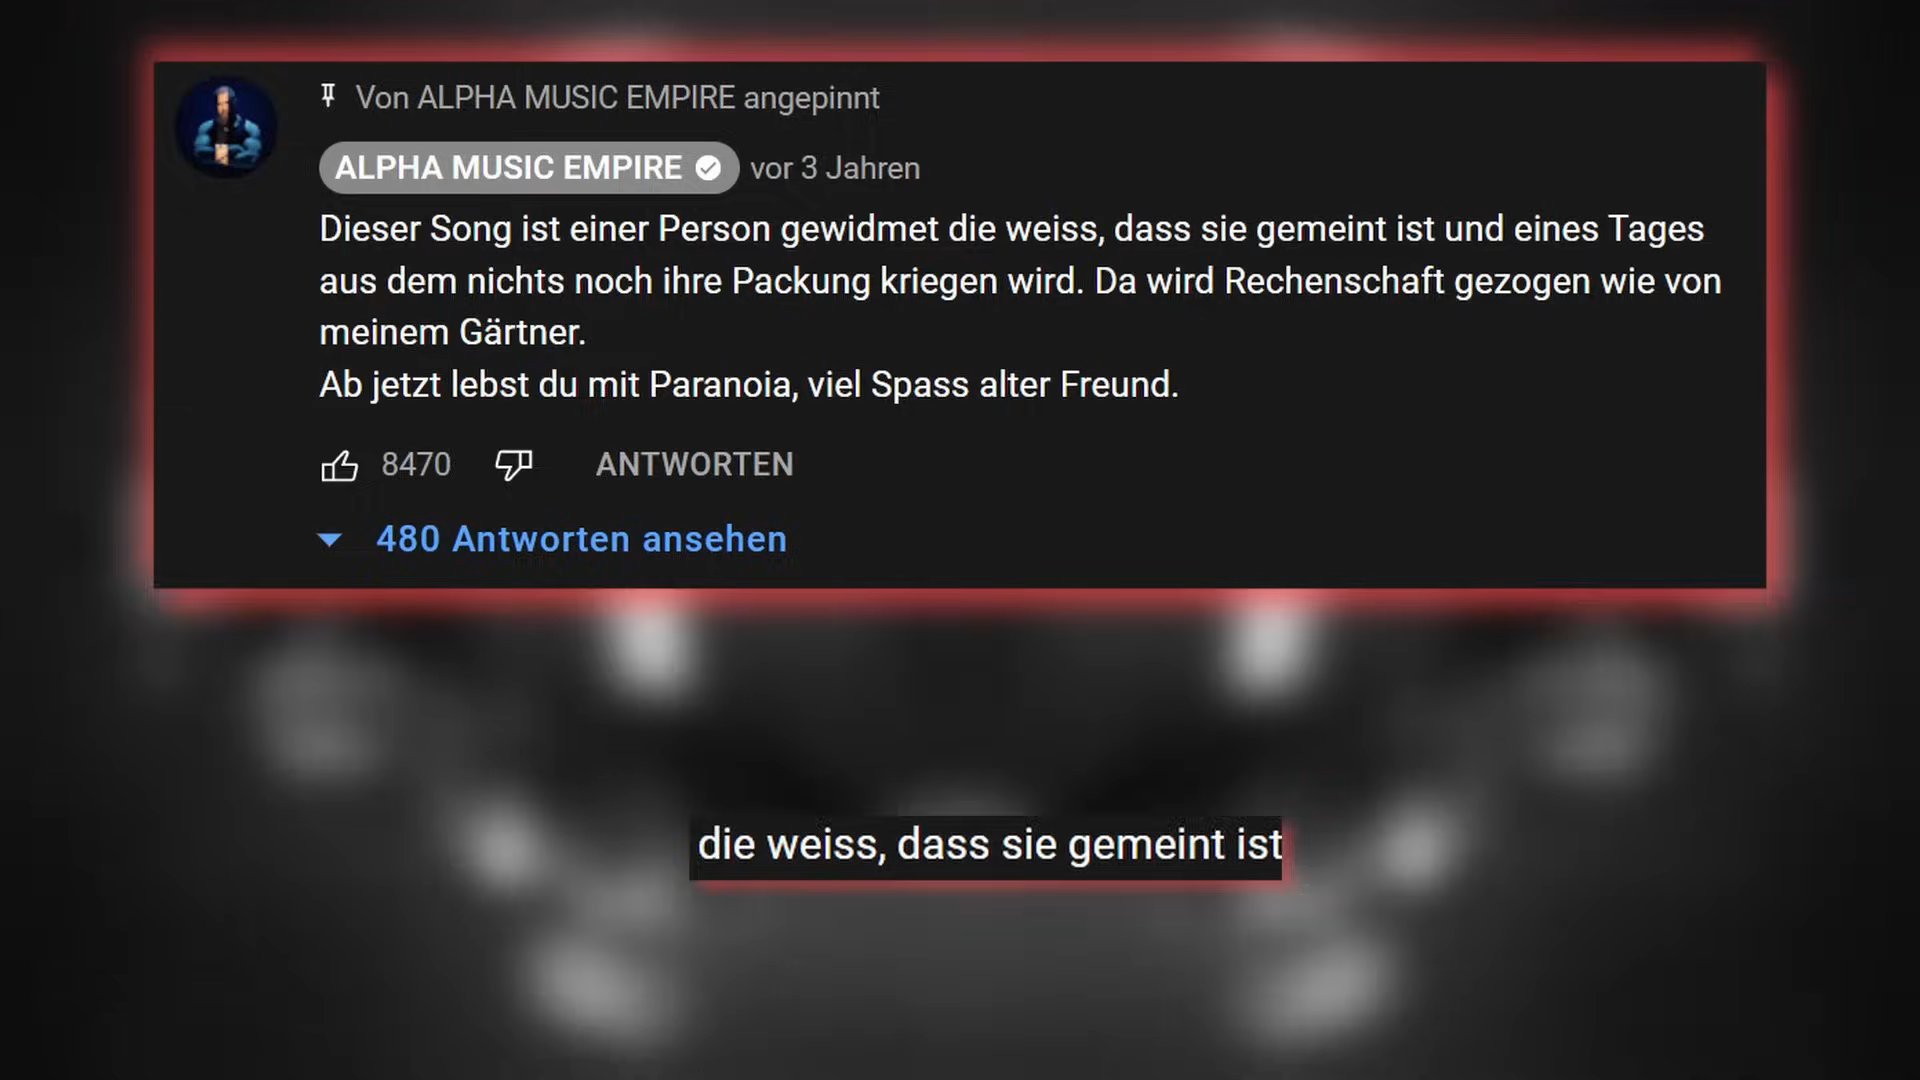 Von ALPHA MUSIC EMPIRE angepinnt
ALPHA MUSIC EMPIRE vor 3 Jahren
Dieser Song ist einer Person gewidmet die weiss, dass sie gemeint ist und eines Tages
aus dem nichts noch ihre Packung kriegen wird. Da wird Rechenschaft gezogen wie von
meinem Gärtner.
Ab jetzt lebst du mit Paranoia, viel Spass alter Freund.
8470 ANTWORTEN
480 Antworten ansehen
die weiss, dass sie gemeint ist